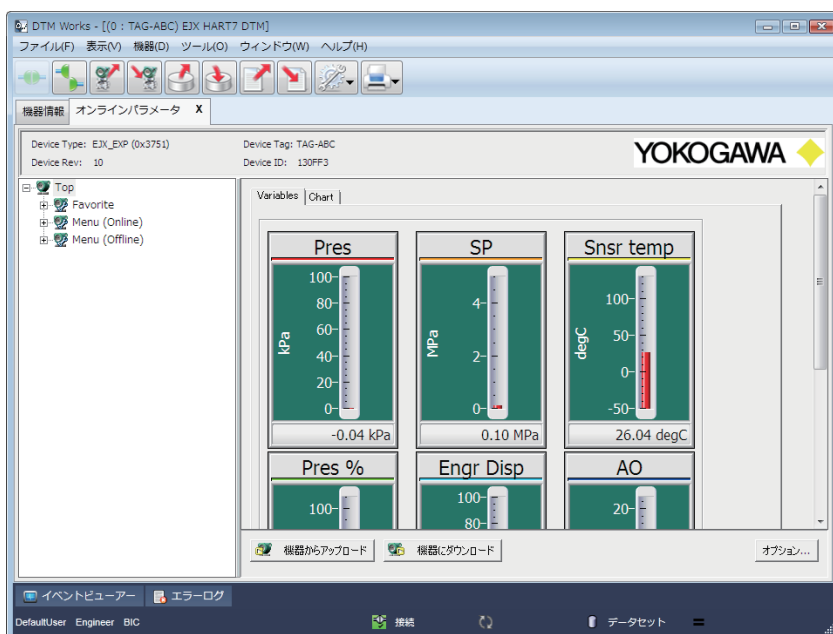 DTM Works - [(0 : TAG-ABC) EJX HART7 DTM]
ファイル(F) 表示(V) 機器(D) ツール(O) ウィンドウ(W) ヘルプ(H)
機器情報 オンラインパラメータ X
Device Type: EJX_EXP (0x3751) Device Tag: TAG-ABC
Device Rev: 10 Device ID: 130FF3
YOKOGAWA
Top
Favorite
Menu (Online)
Menu (Offline)
Variables Chart
Pres
100
80
60
40
20
0
kPa
-0.04 kPa
SP
4
2
0
MPa
0.10 MPa
Snsr temp
100
50
0
-50
degC
26.04 degC
Pres %
100
Engr Disp
100
80
AO
20
機器からアップロード 機器にダウンロード オプション...
イベントビューアー エラーログ
DefaultUser Engineer BIC 接続 データセット